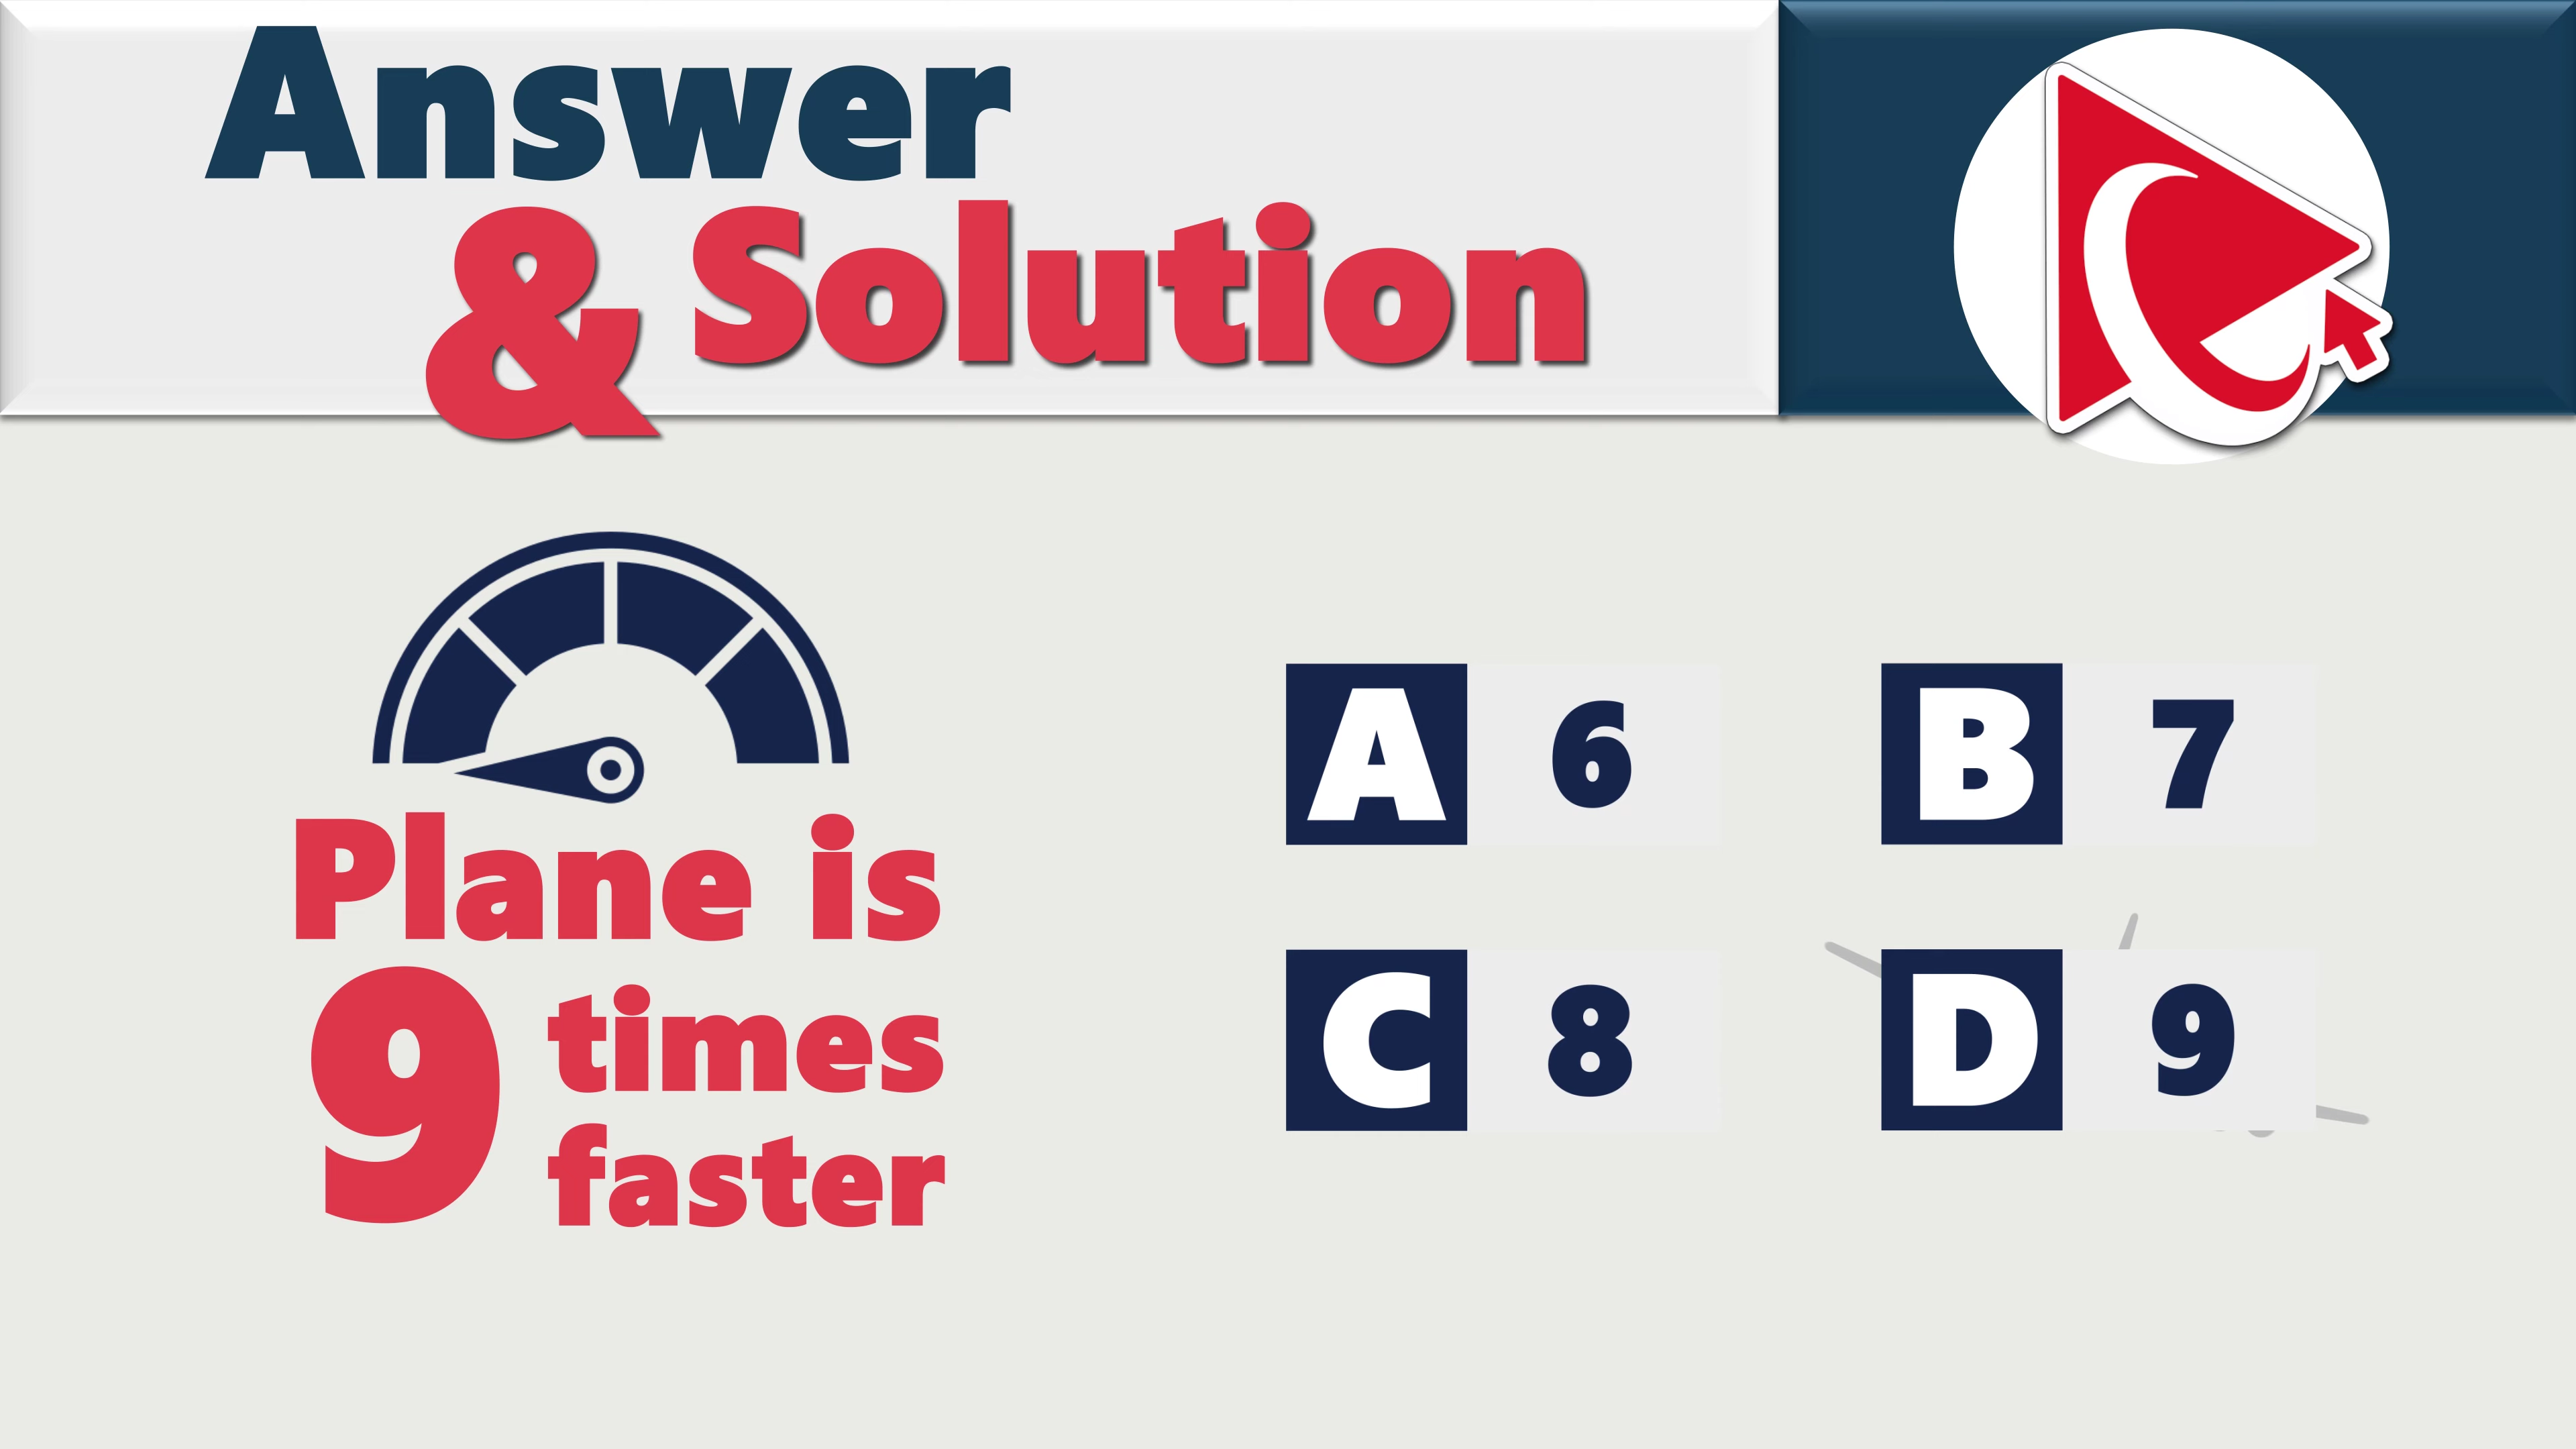 Answer
& Solution
Plane is
9 times
faster
A 6
B 7
C 8
D 9